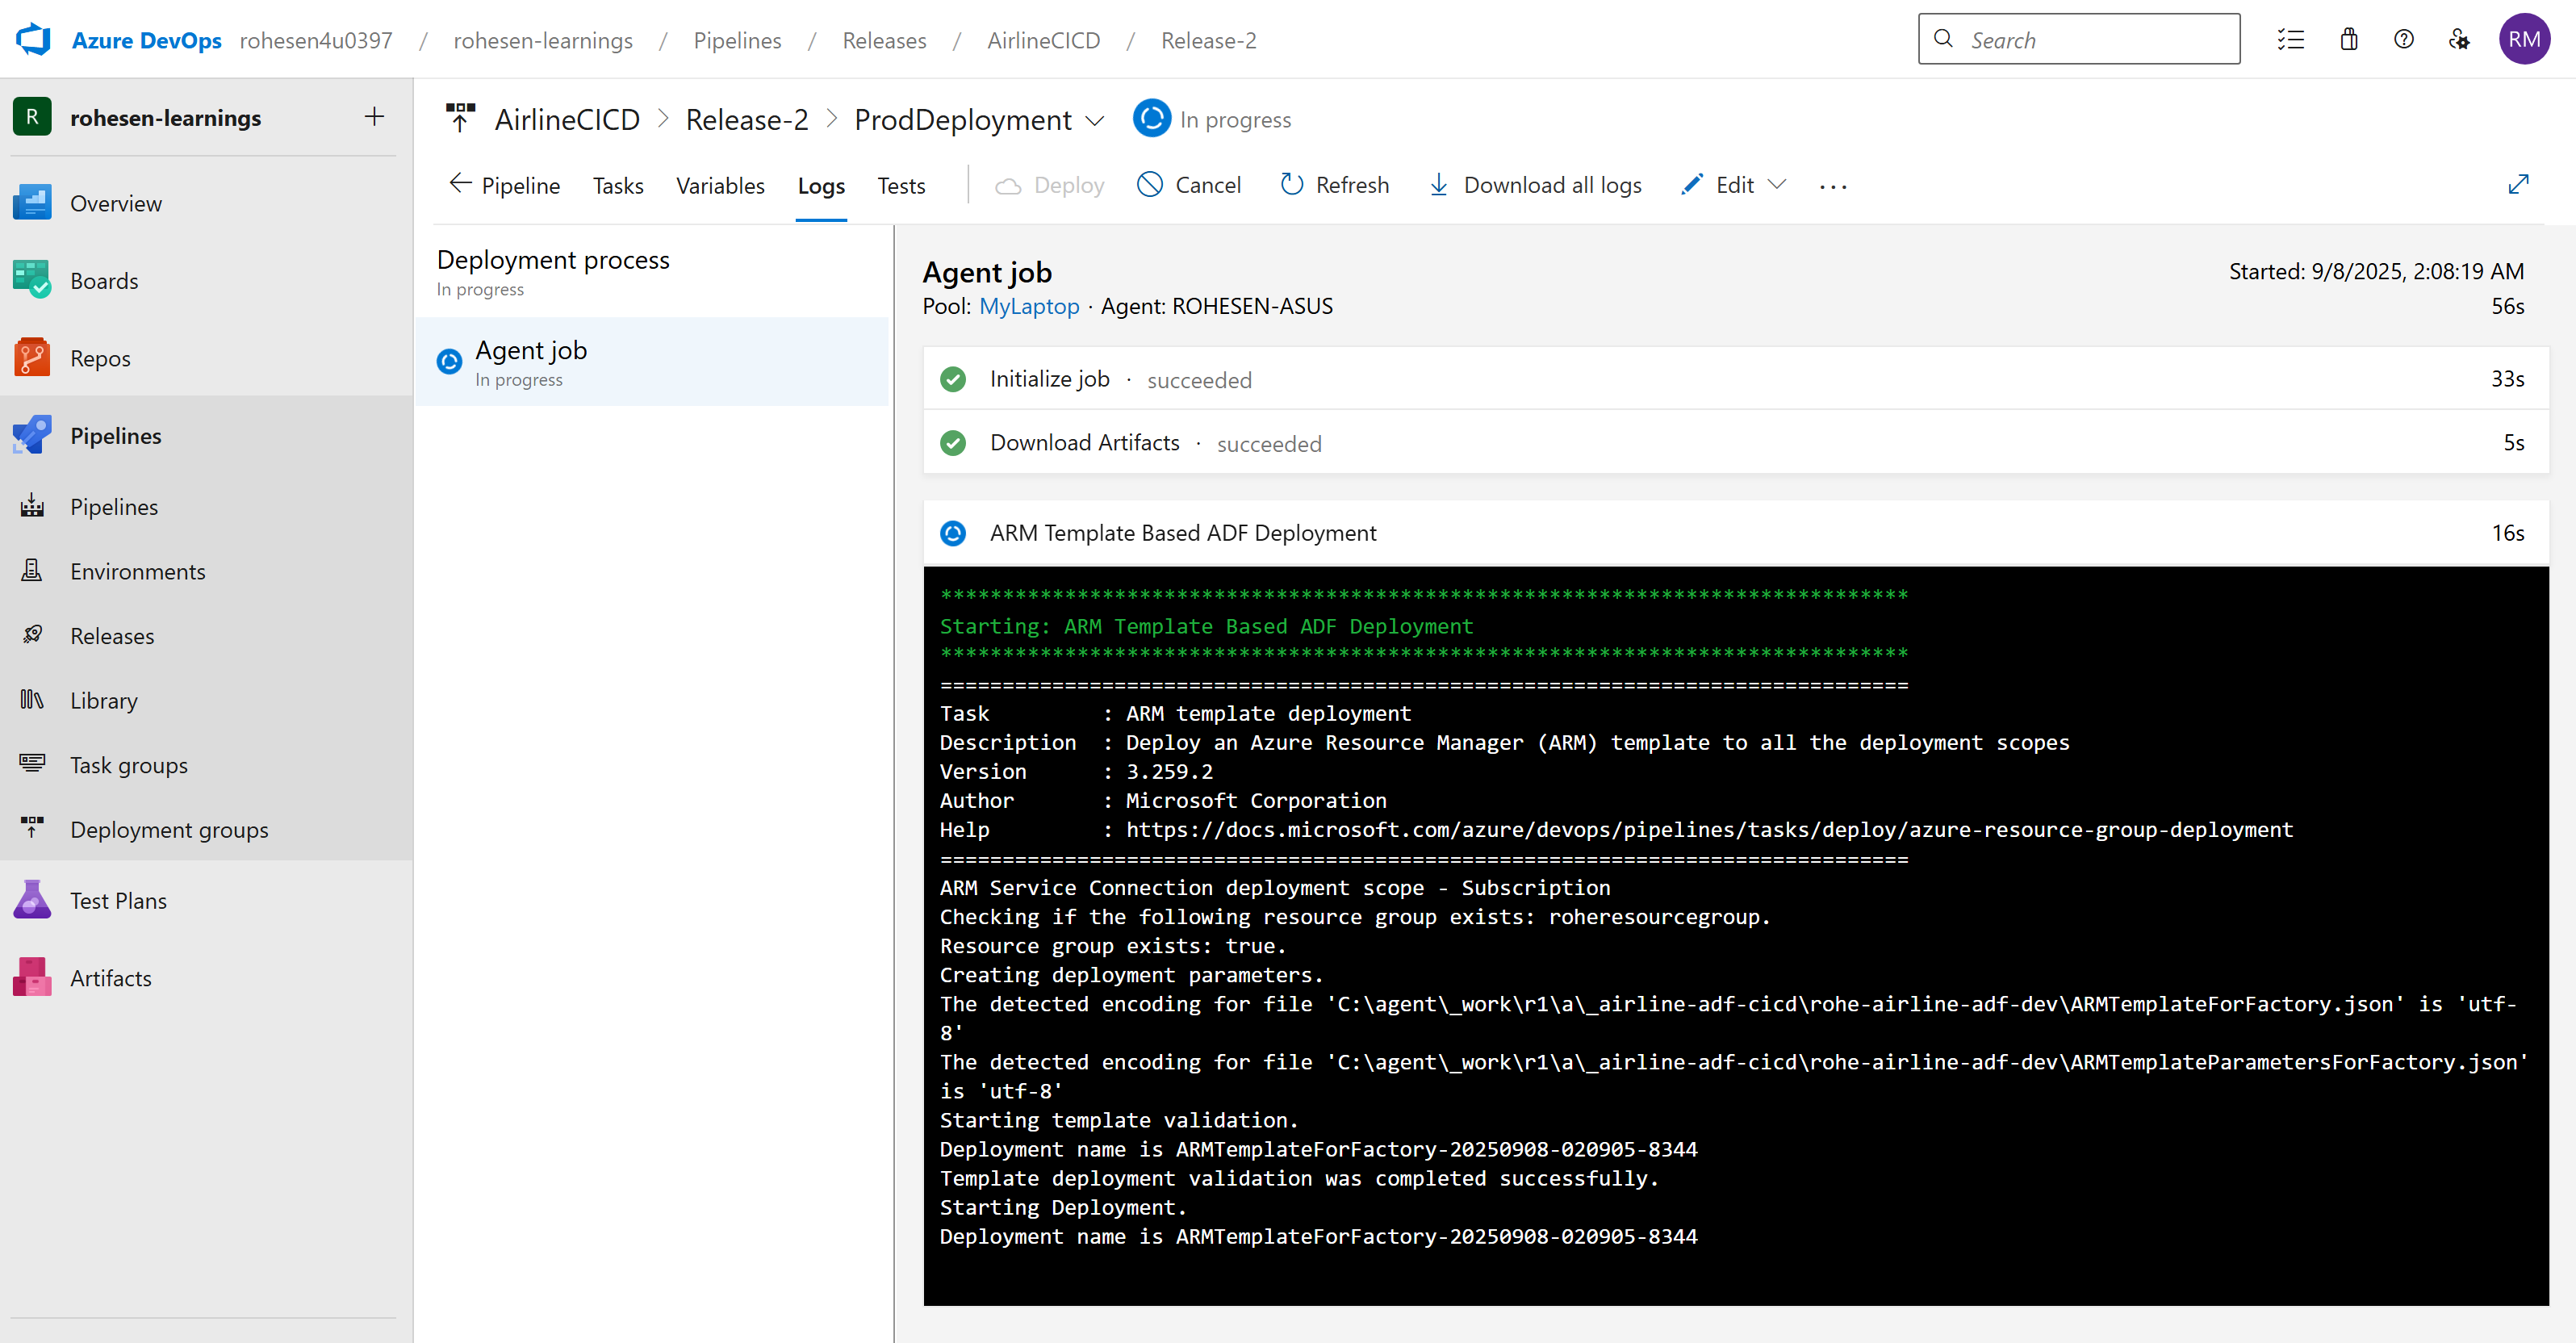 Azure DevOps rohesen4u0397 / rohesen-learnings / Pipelines / Releases / AirlineCICD / Release-2
Search
RM
R rohesen-learnings +
Overview
Boards
Repos
Pipelines
Pipelines
Environments
Releases
Library
Task groups
Deployment groups
Test Plans
Artifacts
AirlineCICD > Release-2 > ProdDeployment In progress
Pipeline Tasks Variables Logs Tests Deploy Cancel Refresh Download all logs Edit ...
Deployment process
In progress
Agent job
In progress
Agent job
Started: 9/8/2025, 2:08:19 AM
Pool: MyLaptop · Agent: ROHESEN-ASUS
56s
Initialize job · succeeded 33s
Download Artifacts · succeeded 5s
ARM Template Based ADF Deployment 16s
******************************************************************************
Starting: ARM Template Based ADF Deployment
******************************************************************************
==============================================================================
Task         : ARM template deployment
Description  : Deploy an Azure Resource Manager (ARM) template to all the deployment scopes
Version      : 3.259.2
Author       : Microsoft Corporation
Help         : https://docs.microsoft.com/azure/devops/pipelines/tasks/deploy/azure-resource-group-deployment
==============================================================================
ARM Service Connection deployment scope - Subscription
Checking if the following resource group exists: roheresourcegroup.
Resource group exists: true.
Creating deployment parameters.
The detected encoding for file 'C:\agent\_work\r1\a\_airline-adf-cicd\rohe-airline-adf-dev\ARMTemplateForFactory.json' is 'utf-
8'
The detected encoding for file 'C:\agent\_work\r1\a\_airline-adf-cicd\rohe-airline-adf-dev\ARMTemplateParametersForFactory.json'
is 'utf-8'
Starting template validation.
Deployment name is ARMTemplateForFactory-20250908-020905-8344
Template deployment validation was completed successfully.
Starting Deployment.
Deployment name is ARMTemplateForFactory-20250908-020905-8344